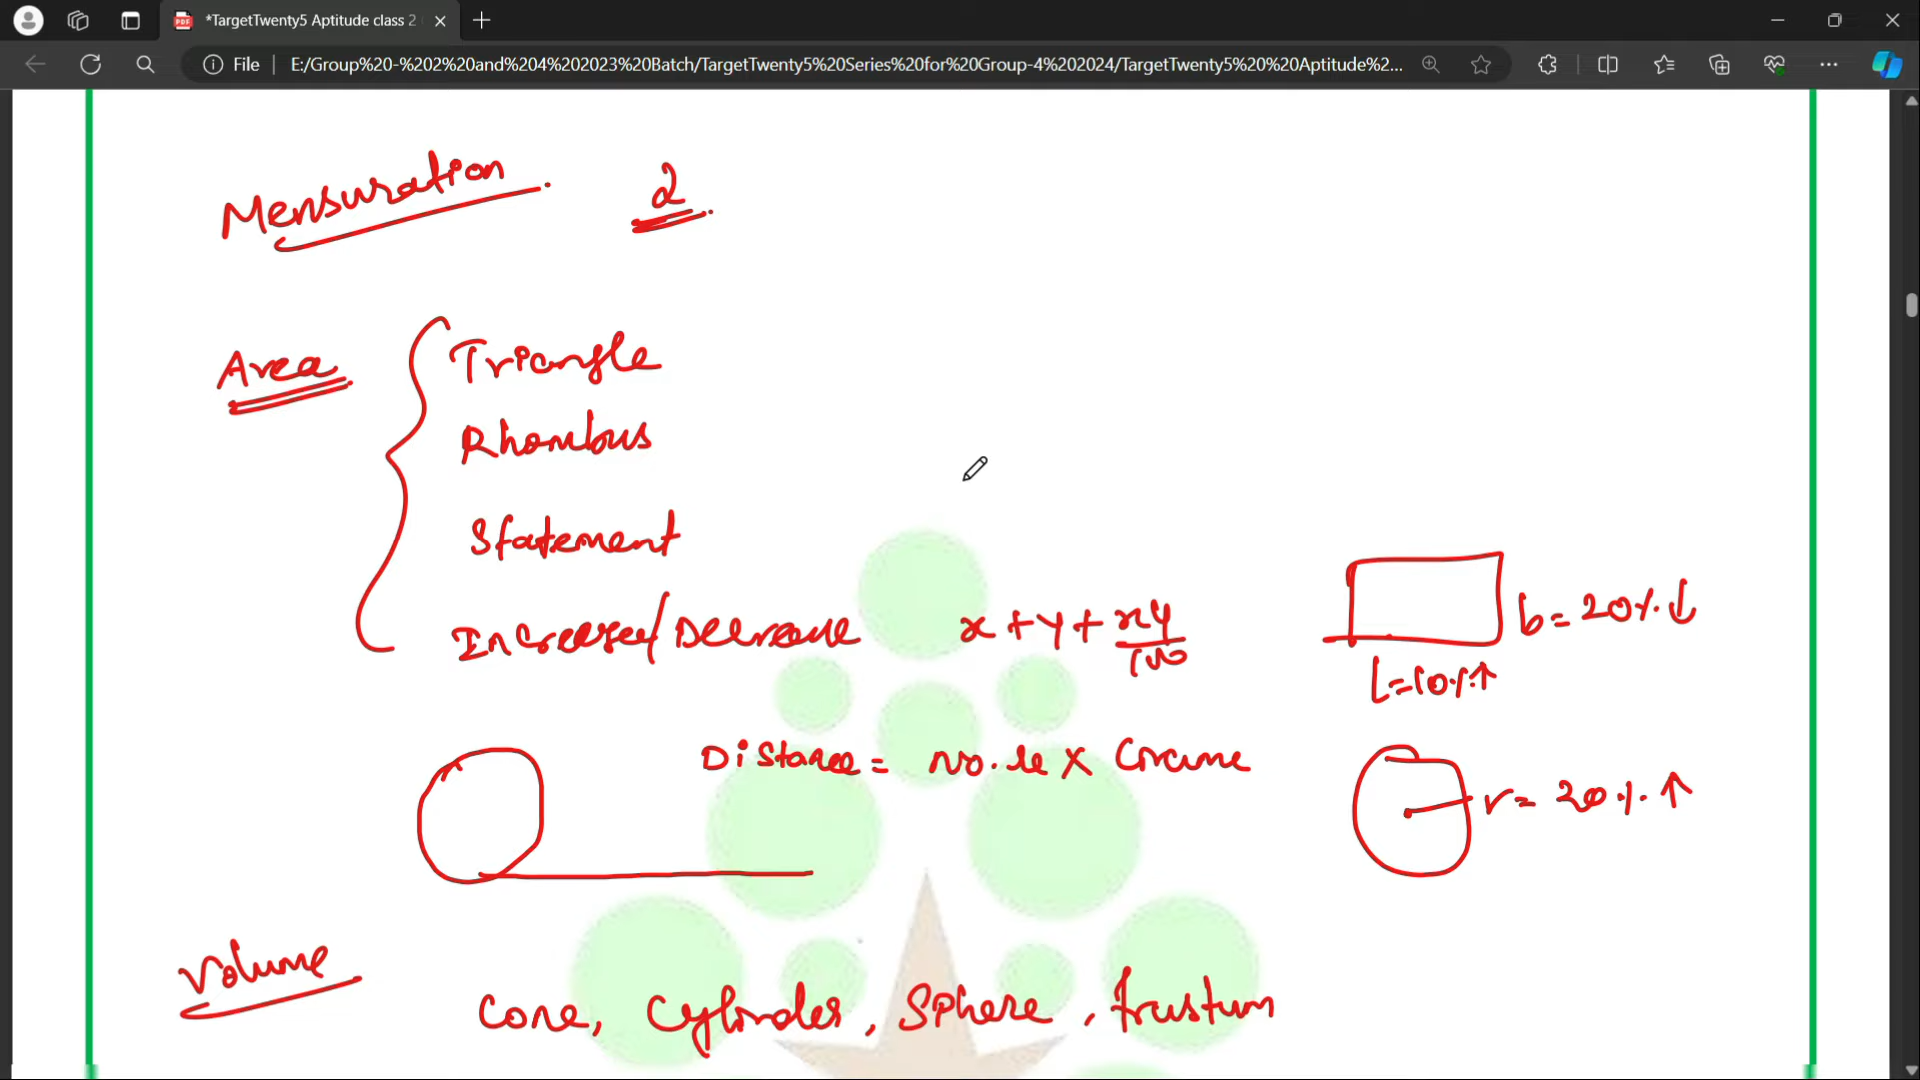 *TargetTwenty5 Aptitude class 2
File
E:/Group%20-%202%20and%204%202023%20Batch/TargetTwenty5%20Series%20for%20Group-4%202024/TargetTwenty5%20%20Aptitude%2...
Mensuration 2
Area
Triangle
Rhombus
Statement
Increase/Decrease x+y+xy/100
b=20%↓
l=10%↑
Distance = No.re x Circume
r= 20%↑
Volume
Cone, Cylinder, Sphere, frustum